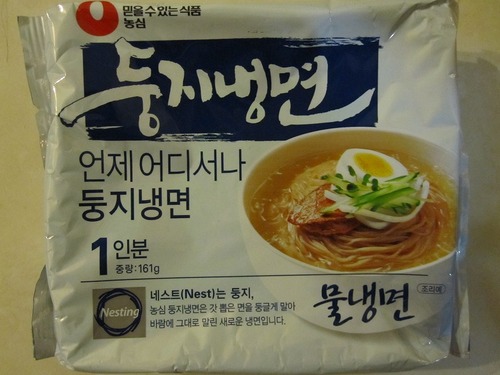 믿을 수 있는 식품
농심
둥지냉면
언제 어디서나
둥지냉면
1인분
중량:161g
조리예
물냉면
Nesting
네스트(Nest)는 둥지,
농심 둥지냉면은 갓 뽑은 면을 둥글게 말아
바람에 그대로 말린 새로운 냉면입니다.